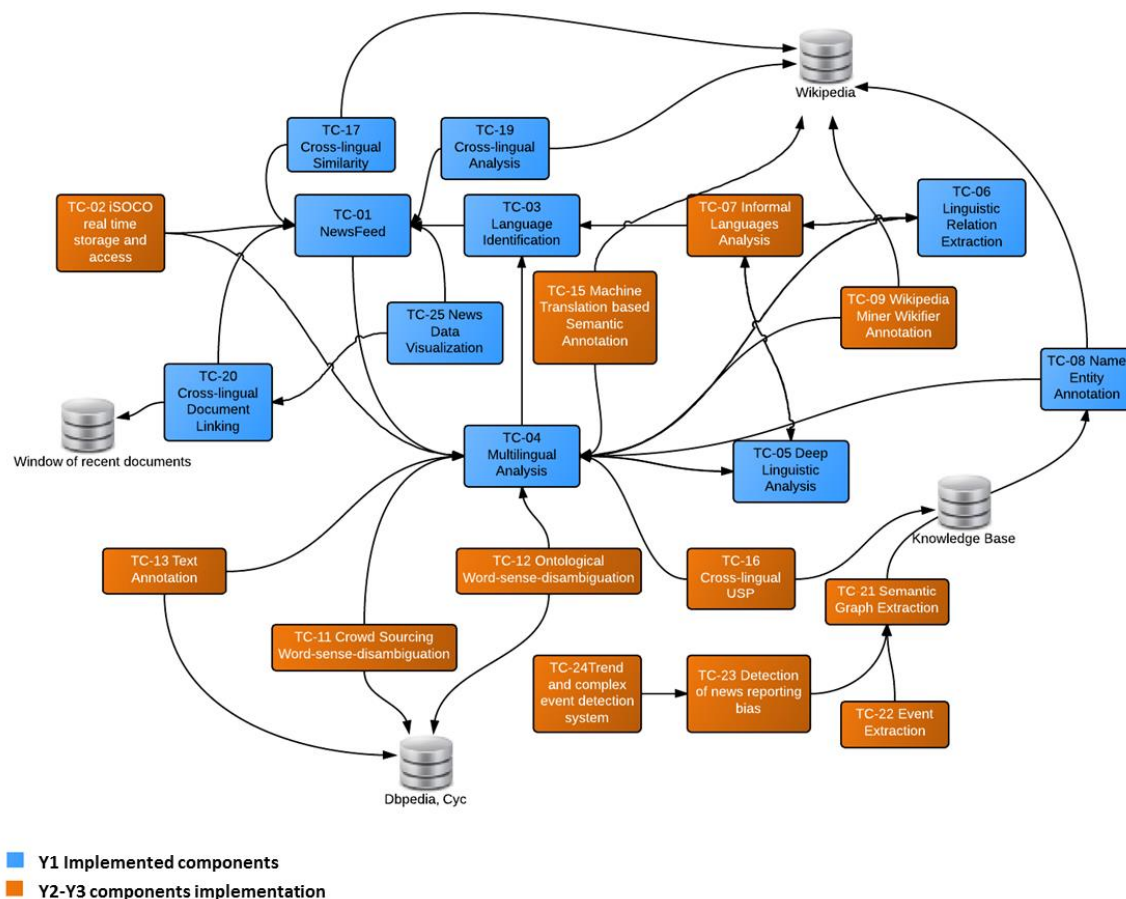 Wikipedia
TC-17
Cross-lingual
Similarity
TC-19
Cross-lingual
Analysis
TC-02 iSOCO
real time
storage and
access
TC-01
NewsFeed
TC-03
Language
Identification
TC-07 Informal
Languages
Analysis
TC-06
Linguistic
Relation
Extraction
TC-15 Machine
Translation based
Semantic
Annotation
TC-09 Wikipedia
Miner Wikifier
Annotation
TC-25 News
Data
Visualization
TC-08 Name
Entity
Annotation
TC-20
Cross-lingual
Document
Linking
Window of recent documents
TC-04
Multilingual
Analysis
TC-05 Deep
Linguistic
Analysis
Knowledge Base
TC-13 Text
Annotation
TC-12 Ontological
Word-sense-disambiguation
TC-16
Cross-lingual
USP
TC-21 Semantic
Graph Extraction
TC-11 Crowd Sourcing
Word-sense-disambiguation
TC-24Trend
and complex
event detection
system
TC-23 Detection
of news reporting
bias
TC-22 Event
Extraction
Dbpedia, Cyc
Y1 Implemented components
Y2-Y3 components implementation